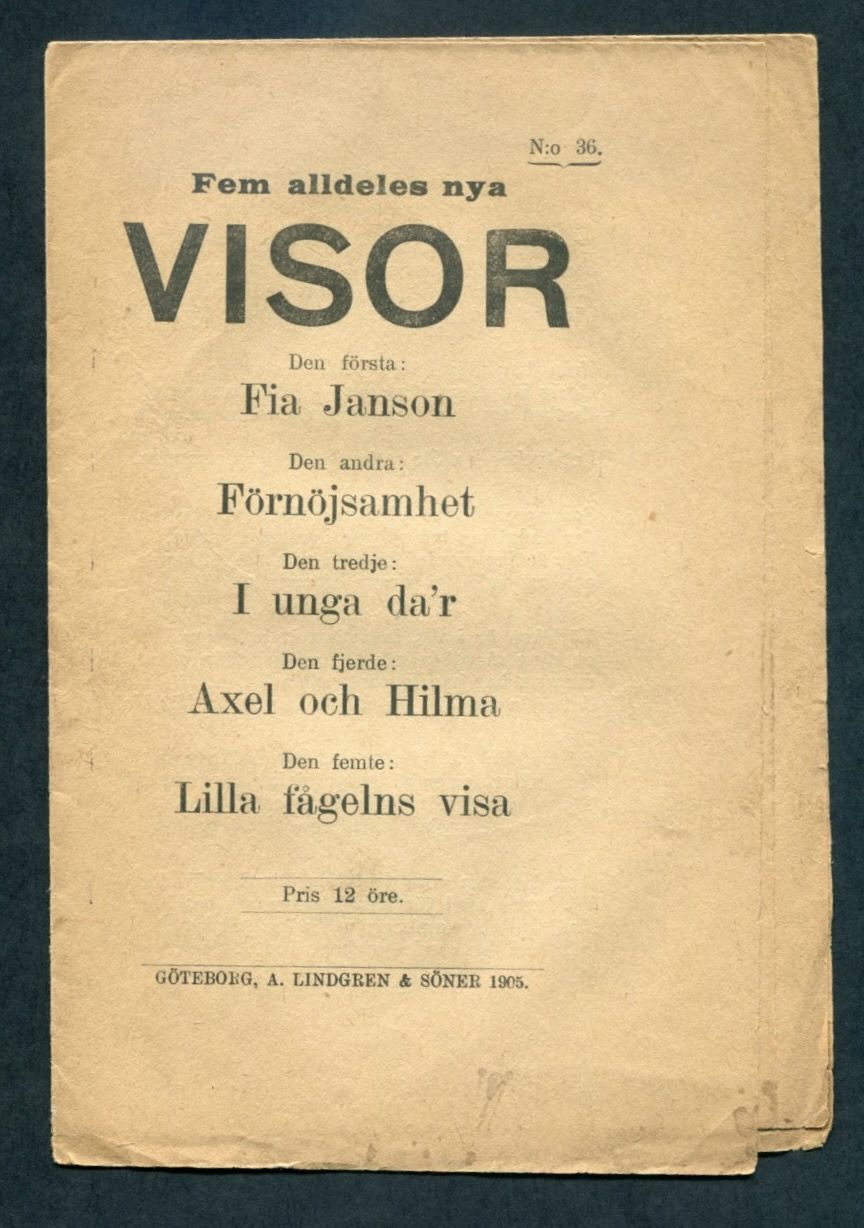 N:o 36.
Fem alldeles nya
VISOR
Den första:
Fia Janson
Den andra:
Förnöjsamhet
Den tredje:
I unga da'r
Den fjerde:
Axel och Hilma
Den femte:
Lilla fågelns visa
Pris 12 öre.
GÖTEBORG, A. LINDGREN & SÖNER 1905.